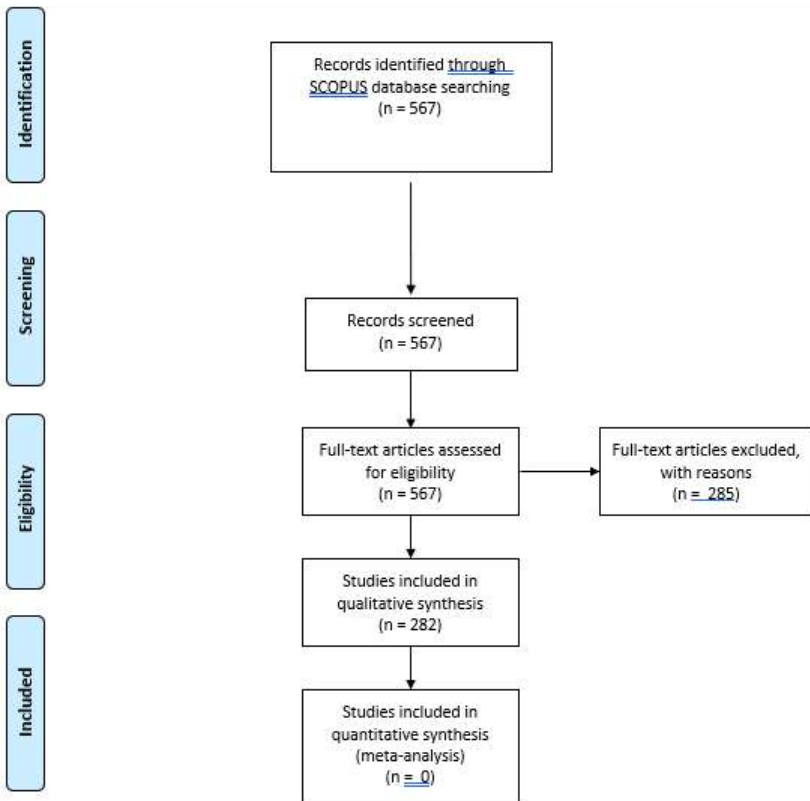 Identification
Records identified through
SCOPUS database searching
(n = 567)
Screening
Records screened
(n = 567)
Eligibility
Full-text articles assessed
for eligibility
(n = 567)
Full-text articles excluded,
with reasons
(n = 285)
Studies included in
qualitative synthesis
(n = 282)
Included
Studies included in
quantitative synthesis
(meta-analysis)
(n = 0)